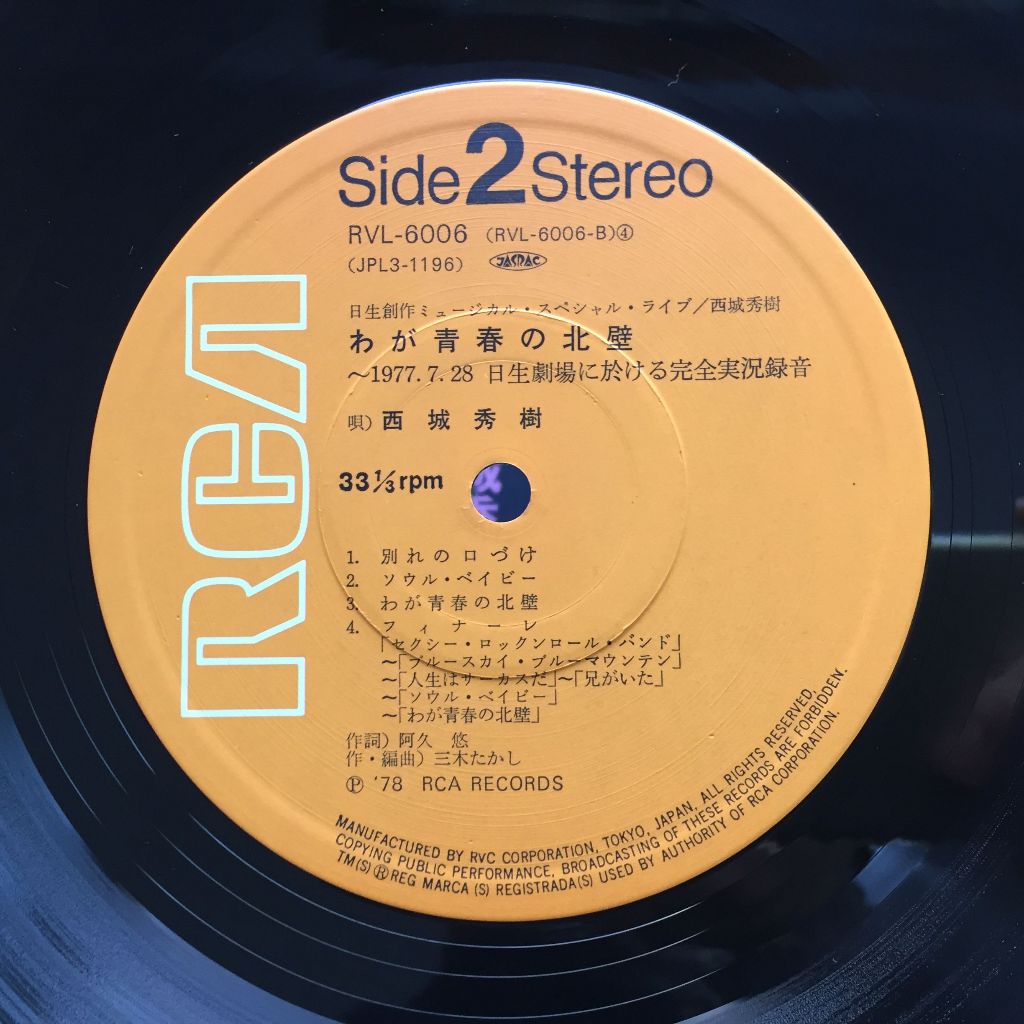 Side 2 Stereo
RVL-6006 (RVL-6006-B)④
(JPL3-1196) JASRAC
日生創作ミュージカル・スペシャル・ライブ/西城秀樹
わが青春の北壁
～1977.7.28 日生劇場に於ける完全実況録音
唄) 西城秀樹
33 1/3 rpm
1. 別れの口づけ
2. ソウル・ベイビー
3. わが青春の北壁
4. フィナーレ
「セクシー・ロックンロール・バンド」
～「ブルースカイ・ブルーマウンテン」
～「人生はサーカスだ」～「兄がいた」
～「ソウル・ベイビー」
～「わが青春の北壁」
作詞) 阿久 悠
作・編曲) 三木たかし
Ⓟ '78 RCA RECORDS
MANUFACTURED BY RVC CORPORATION, TOKYO, JAPAN, ALL RIGHTS RESERVED.
COPYING PUBLIC PERFORMANCE, BROADCASTING OF THESE RECORDS ARE FORBIDDEN.
TM(S) ® REG MARCA (S) REGISTRADA(S) USED BY AUTHORITY OF RCA CORPORATION.
RCA